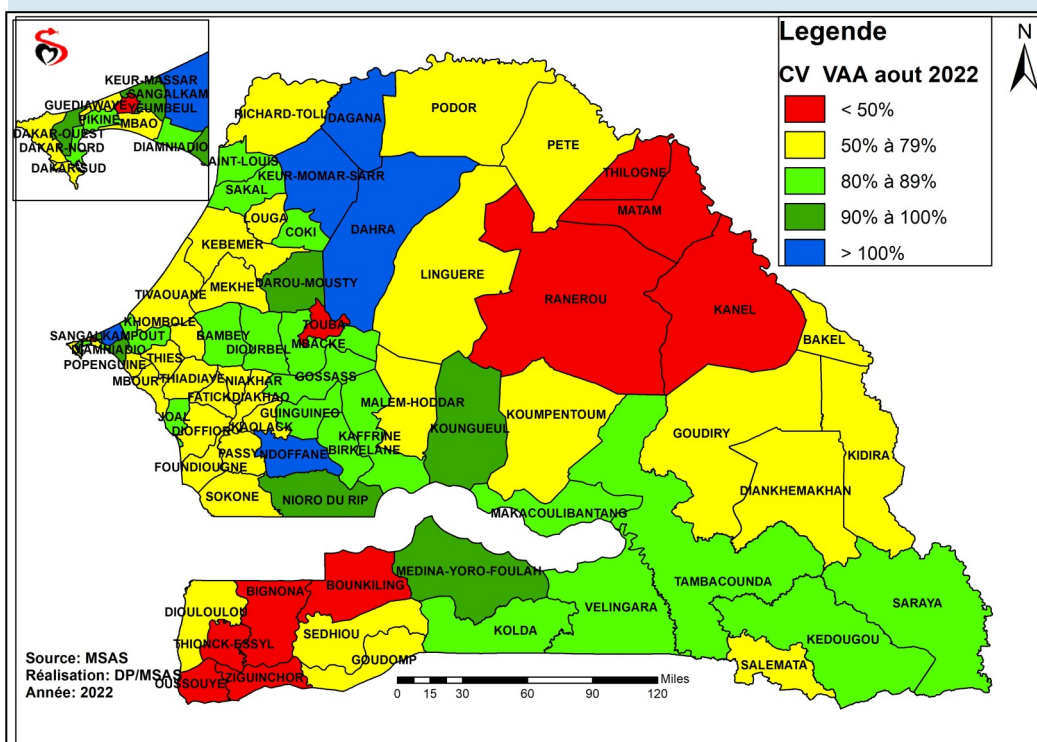 Legende
N
CV VAA aout 2022
< 50%
50% à 79%
80% à 89%
90% à 100%
> 100%
KEUR-MASSAR
SANGALKAM
GUEDIAWAYE
YEUMBEUL
PIKINE
MBAO
DAKAR-OUEST
DAKAR-NORD
DIAMNIADIO
DAKAR-SUD
RICHARD-TOLL
DAGANA
PODOR
PETE
AINT-LOUIS
KEUR-MOMAR-SARR
THILOGNE
SAKAL
MATAM
LOUGA
COKI
DAHRA
KEBEMER
LINGUERE
MEKHE
DAROU-MOUSTY
RANEROU
KANEL
TIVAOUANE
KHOMBOLE
TOUBA
SANGALKAM
POUT
BAMBEY
MBACKE
BAKEL
DIAMNIADIO
DIOURBEL
POPENGUINE
THIES
MBOUR
THIADIAYE
NIAKHAR
GOSSASS
FATICK
DIAKHAO
MALEM-HODDAR
JOAL
GUINGUINEO
KOUMPENTOUM
DIOFFIOR
KAOLACK
KAFFRINE
KOUNGUEUL
GOUDIRY
PASSY
NDOFFANE
BIRKELANE
KIDIRA
FOUNDIOUGNE
SOKONE
NIORO DU RIP
DIANKHEMAKHAN
MAKACOULIBANTANG
MEDINA-YORO-FOULAH
BOUNKILING
BIGNONA
TAMBACOUNDA
DIOULOULOU
VELINGARA
SARAYA
THIONCK-ESSYL
SEDHIOU
KOLDA
KEDOUGOU
GOUDOMP
SALEMATA
OUSSOUYE
ZIGUINCHOR
Source: MSAS
Réalisation: DP/MSAS
Année: 2022
0 15 30 60 90 120 Miles